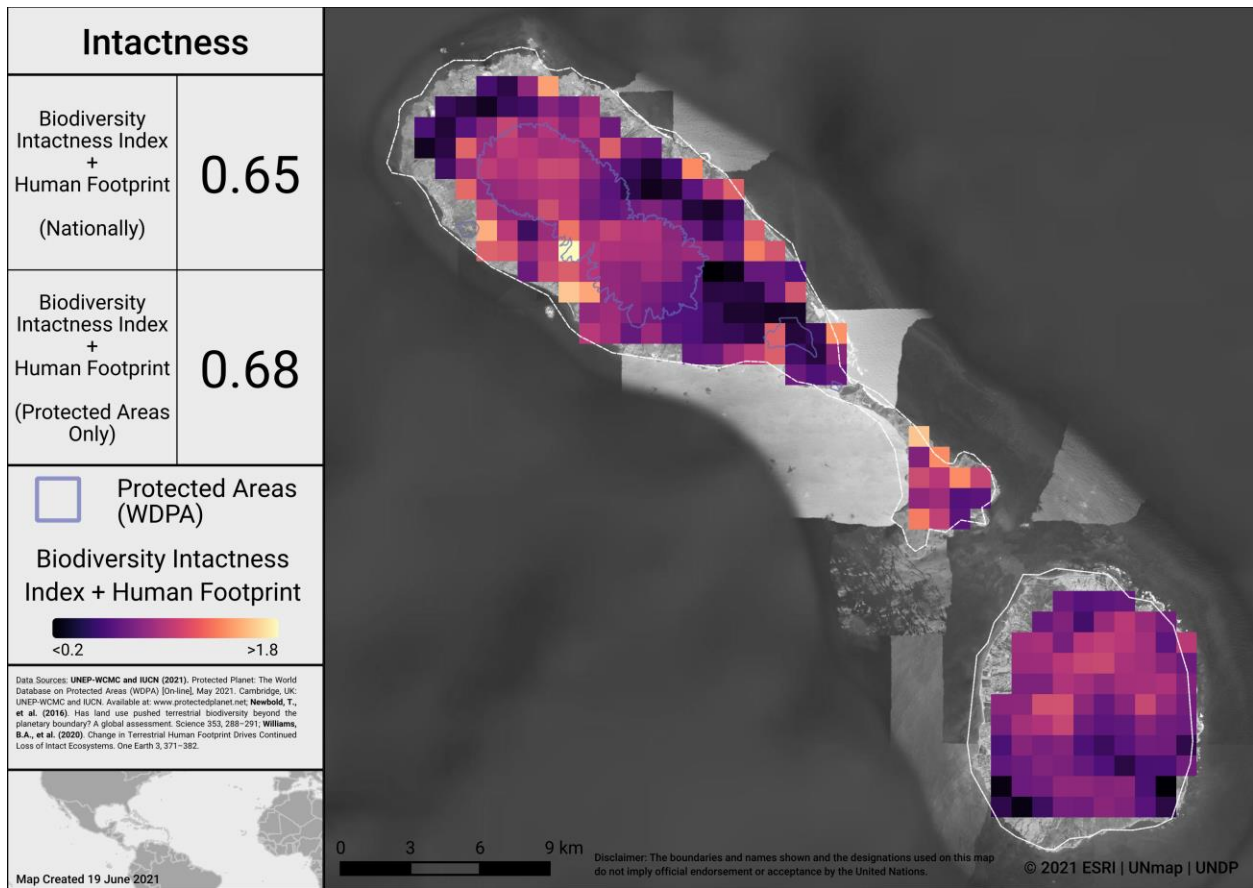 Intactness
Biodiversity
Intactness Index
+
Human Footprint
(Nationally)
0.65
Biodiversity
Intactness Index
+
Human Footprint
(Protected Areas
Only)
0.68
Protected Areas
(WDPA)
Biodiversity Intactness
Index + Human Footprint
<0.2 >1.8
Data Sources: UNEP-WCMC and IUCN (2021). Protected Planet: The World
Database on Protected Areas (WDPA) [On-line], May 2021. Cambridge, UK:
UNEP-WCMC and IUCN. Available at: www.protectedplanet.net; Newbold, T.,
et al. (2016). Has land use pushed terrestrial biodiversity beyond the
planetary boundary? A global assessment. Science 353, 288–291; Williams,
B.A., et al. (2020). Change in Terrestrial Human Footprint Drives Continued
Loss of Intact Ecosystems. One Earth 3, 371–382.
Map Created 19 June 2021
0 3 6 9 km
Disclaimer: The boundaries and names shown and the designations used on this map
do not imply official endorsement or acceptance by the United Nations.
© 2021 ESRI | UNmap | UNDP